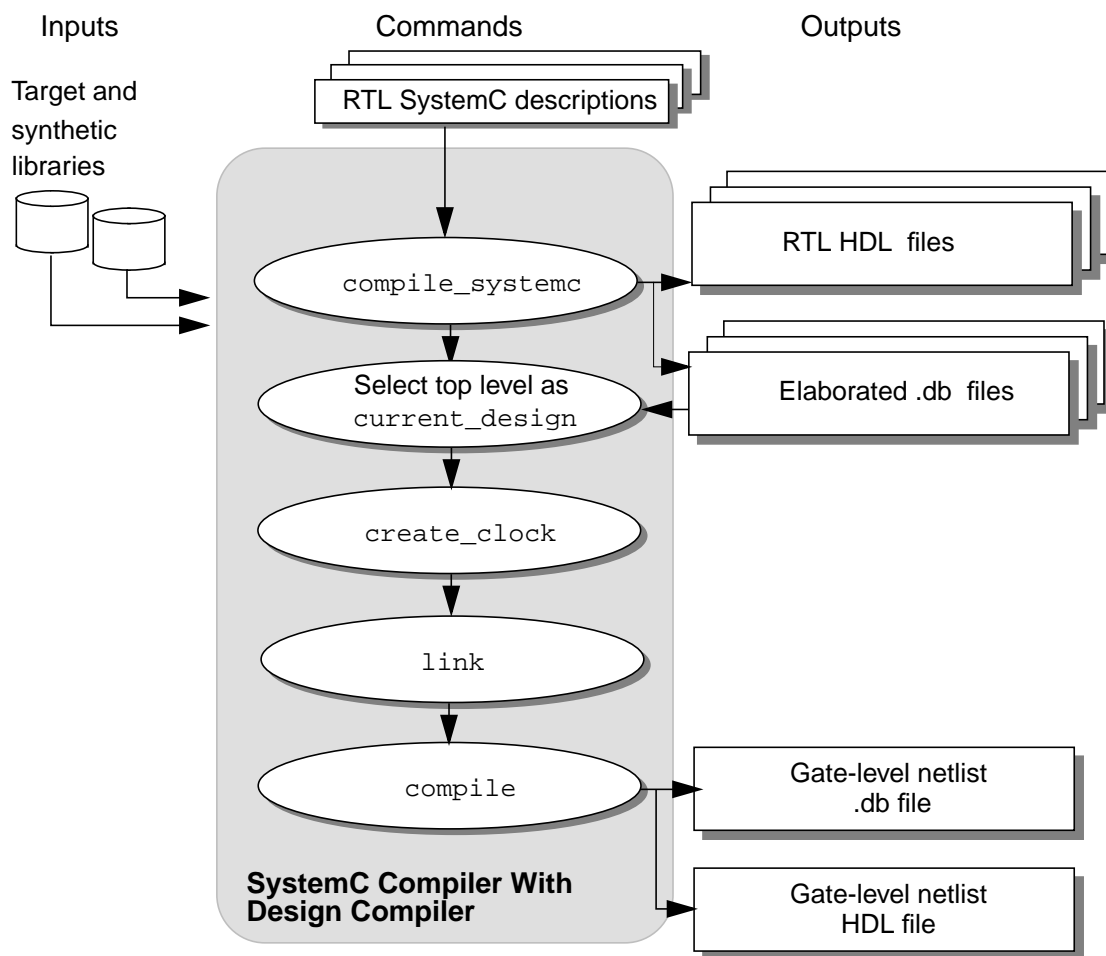 Inputs
Commands
Outputs
Target and
synthetic
libraries
RTL SystemC descriptions
RTL HDL files
compile_systemc
Elaborated .db files
Select top level as
current_design
create_clock
link
compile
Gate-level netlist
.db file
SystemC Compiler With
Design Compiler
Gate-level netlist
HDL file